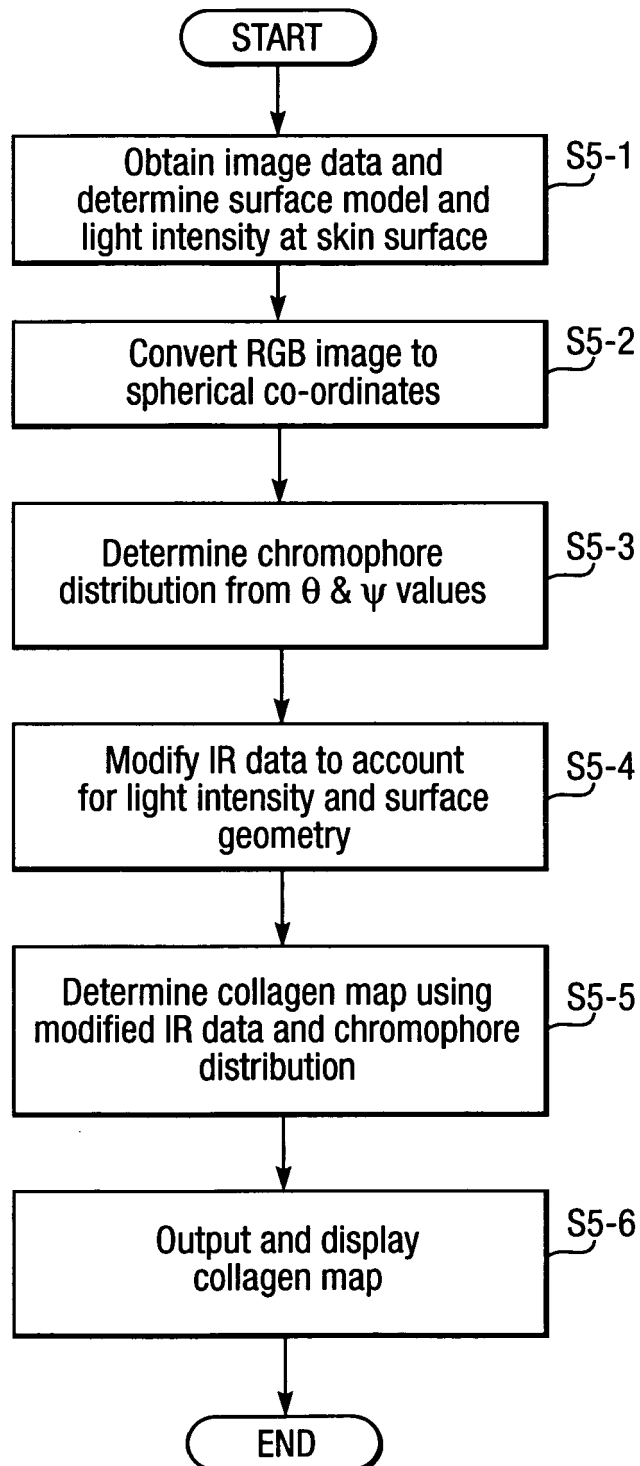 START
Obtain image data and
determine surface model and
light intensity at skin surface
S5-1
Convert RGB image to
spherical co-ordinates
S5-2
Determine chromophore
distribution from θ & ψ values
S5-3
Modify IR data to account
for light intensity and surface
geometry
S5-4
Determine collagen map using
modified IR data and chromophore
distribution
S5-5
Output and display
collagen map
S5-6
END